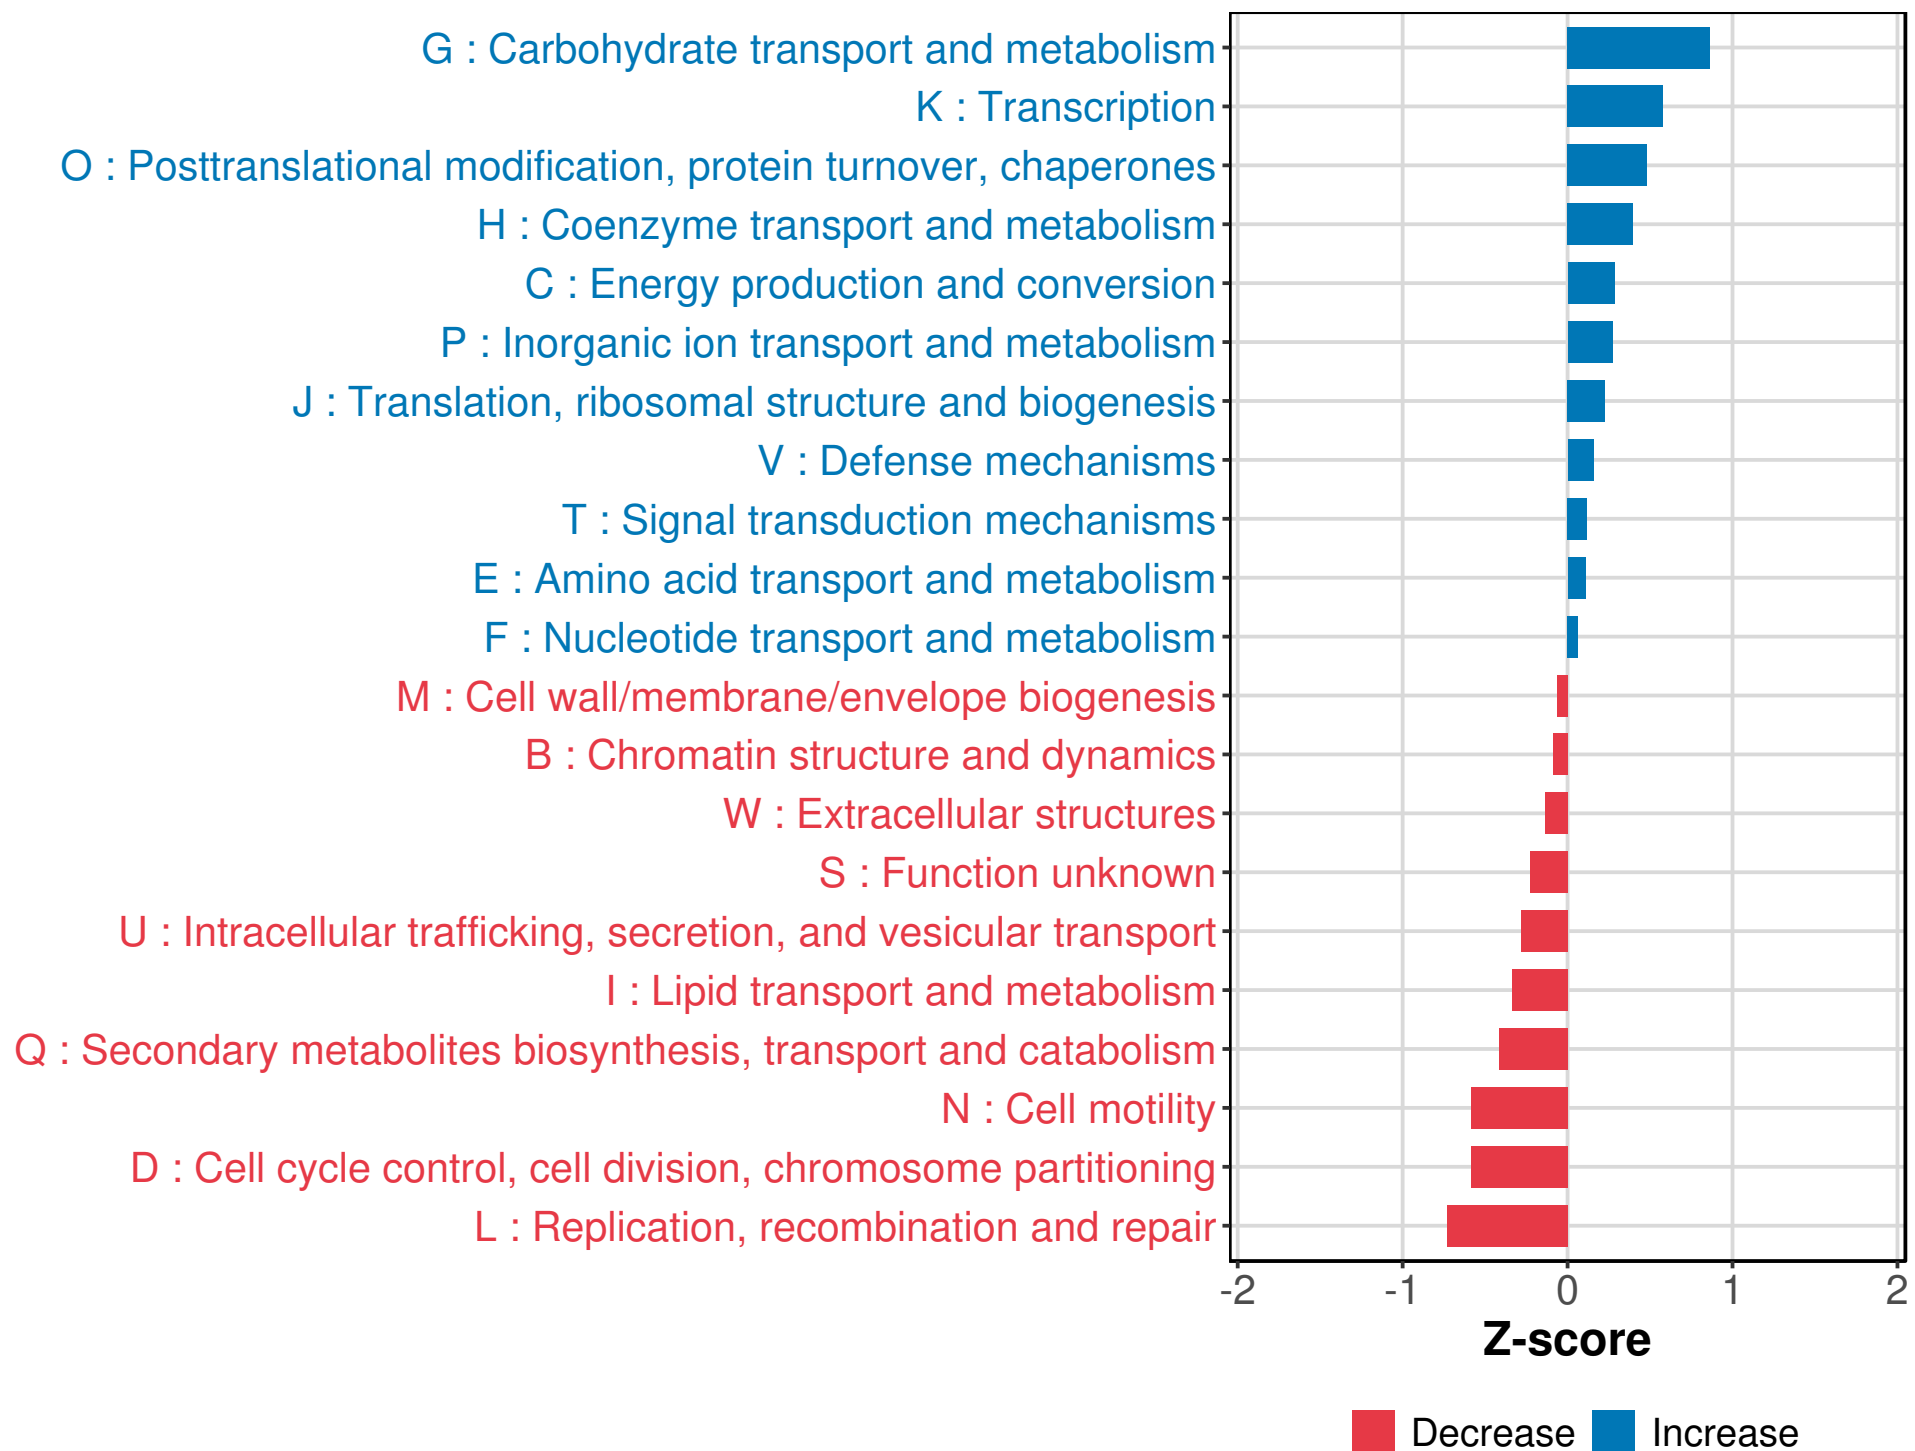 G : Carbohydrate transport and metabolism
K : Transcription
O : Posttranslational modification, protein turnover, chaperones
H : Coenzyme transport and metabolism
C : Energy production and conversion
P : Inorganic ion transport and metabolism
J : Translation, ribosomal structure and biogenesis
V : Defense mechanisms
T : Signal transduction mechanisms
E : Amino acid transport and metabolism
F : Nucleotide transport and metabolism
M : Cell wall/membrane/envelope biogenesis
B : Chromatin structure and dynamics
W : Extracellular structures
S : Function unknown
U : Intracellular trafficking, secretion, and vesicular transport
I : Lipid transport and metabolism
Q : Secondary metabolites biosynthesis, transport and catabolism
N : Cell motility
D : Cell cycle control, cell division, chromosome partitioning
L : Replication, recombination and repair
-2 -1 0 1 2
Z-score
Decrease Increase